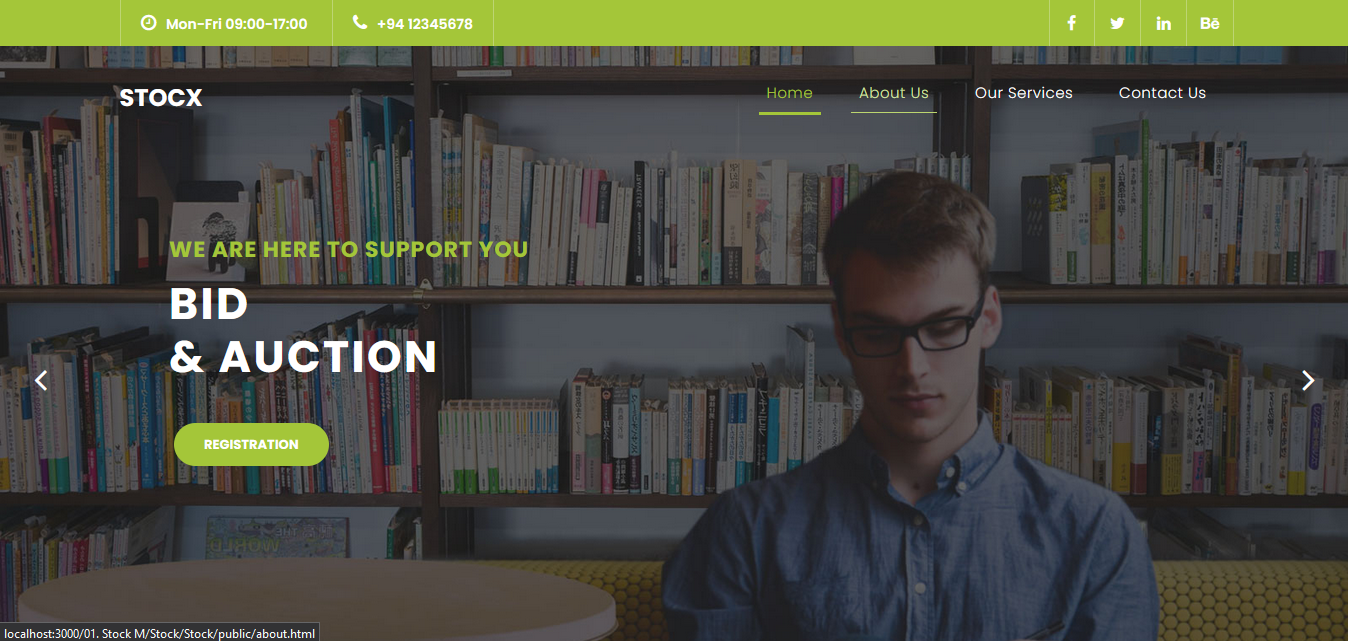 Mon-Fri 09:00-17:00
+94 12345678
Bē
STOCX
Home
About Us
Our Services
Contact Us
WE ARE HERE TO SUPPORT YOU
BID
& AUCTION
REGISTRATION
localhost:3000/01. Stock M/Stock/Stock/public/about.html